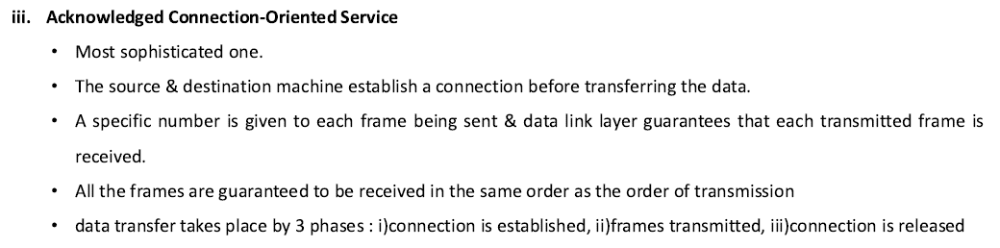 iii. Acknowledged Connection-Oriented Service
• Most sophisticated one.
• The source & destination machine establish a connection before transferring the data.
• A specific number is given to each frame being sent & data link layer guarantees that each transmitted frame is
received.
• All the frames are guaranteed to be received in the same order as the order of transmission
• data transfer takes place by 3 phases : i)connection is established, ii)frames transmitted, iii)connection is released